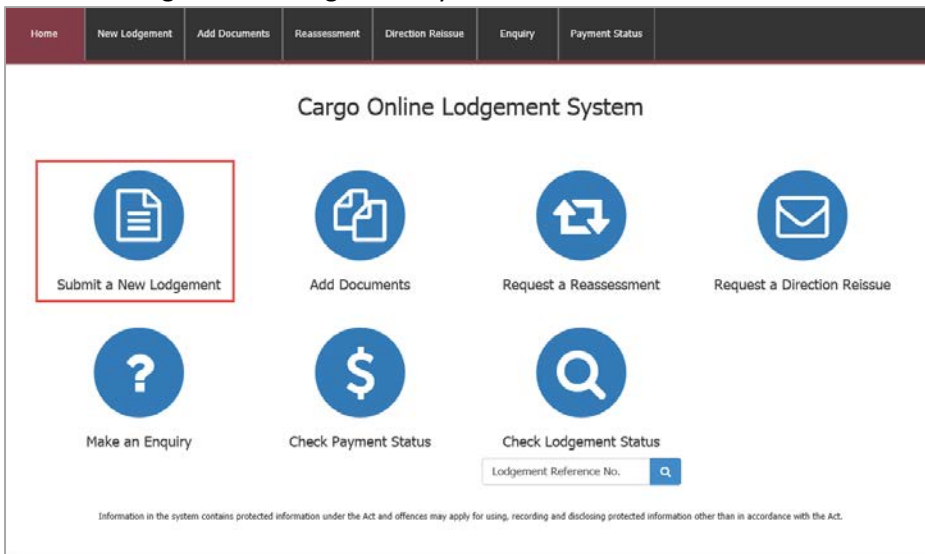 Home New Lodgement Add Documents Reassessment Direction Reissue Enquiry Payment Status
Cargo Online Lodgement System
Submit a New Lodgement Add Documents Request a Reassessment Request a Direction Reissue
?
$
Make an Enquiry Check Payment Status Check Lodgement Status
Lodgement Reference No.
Information in the system contains protected information under the Act and offences may apply for using, recording and disclosing protected information other than in accordance with the Act.